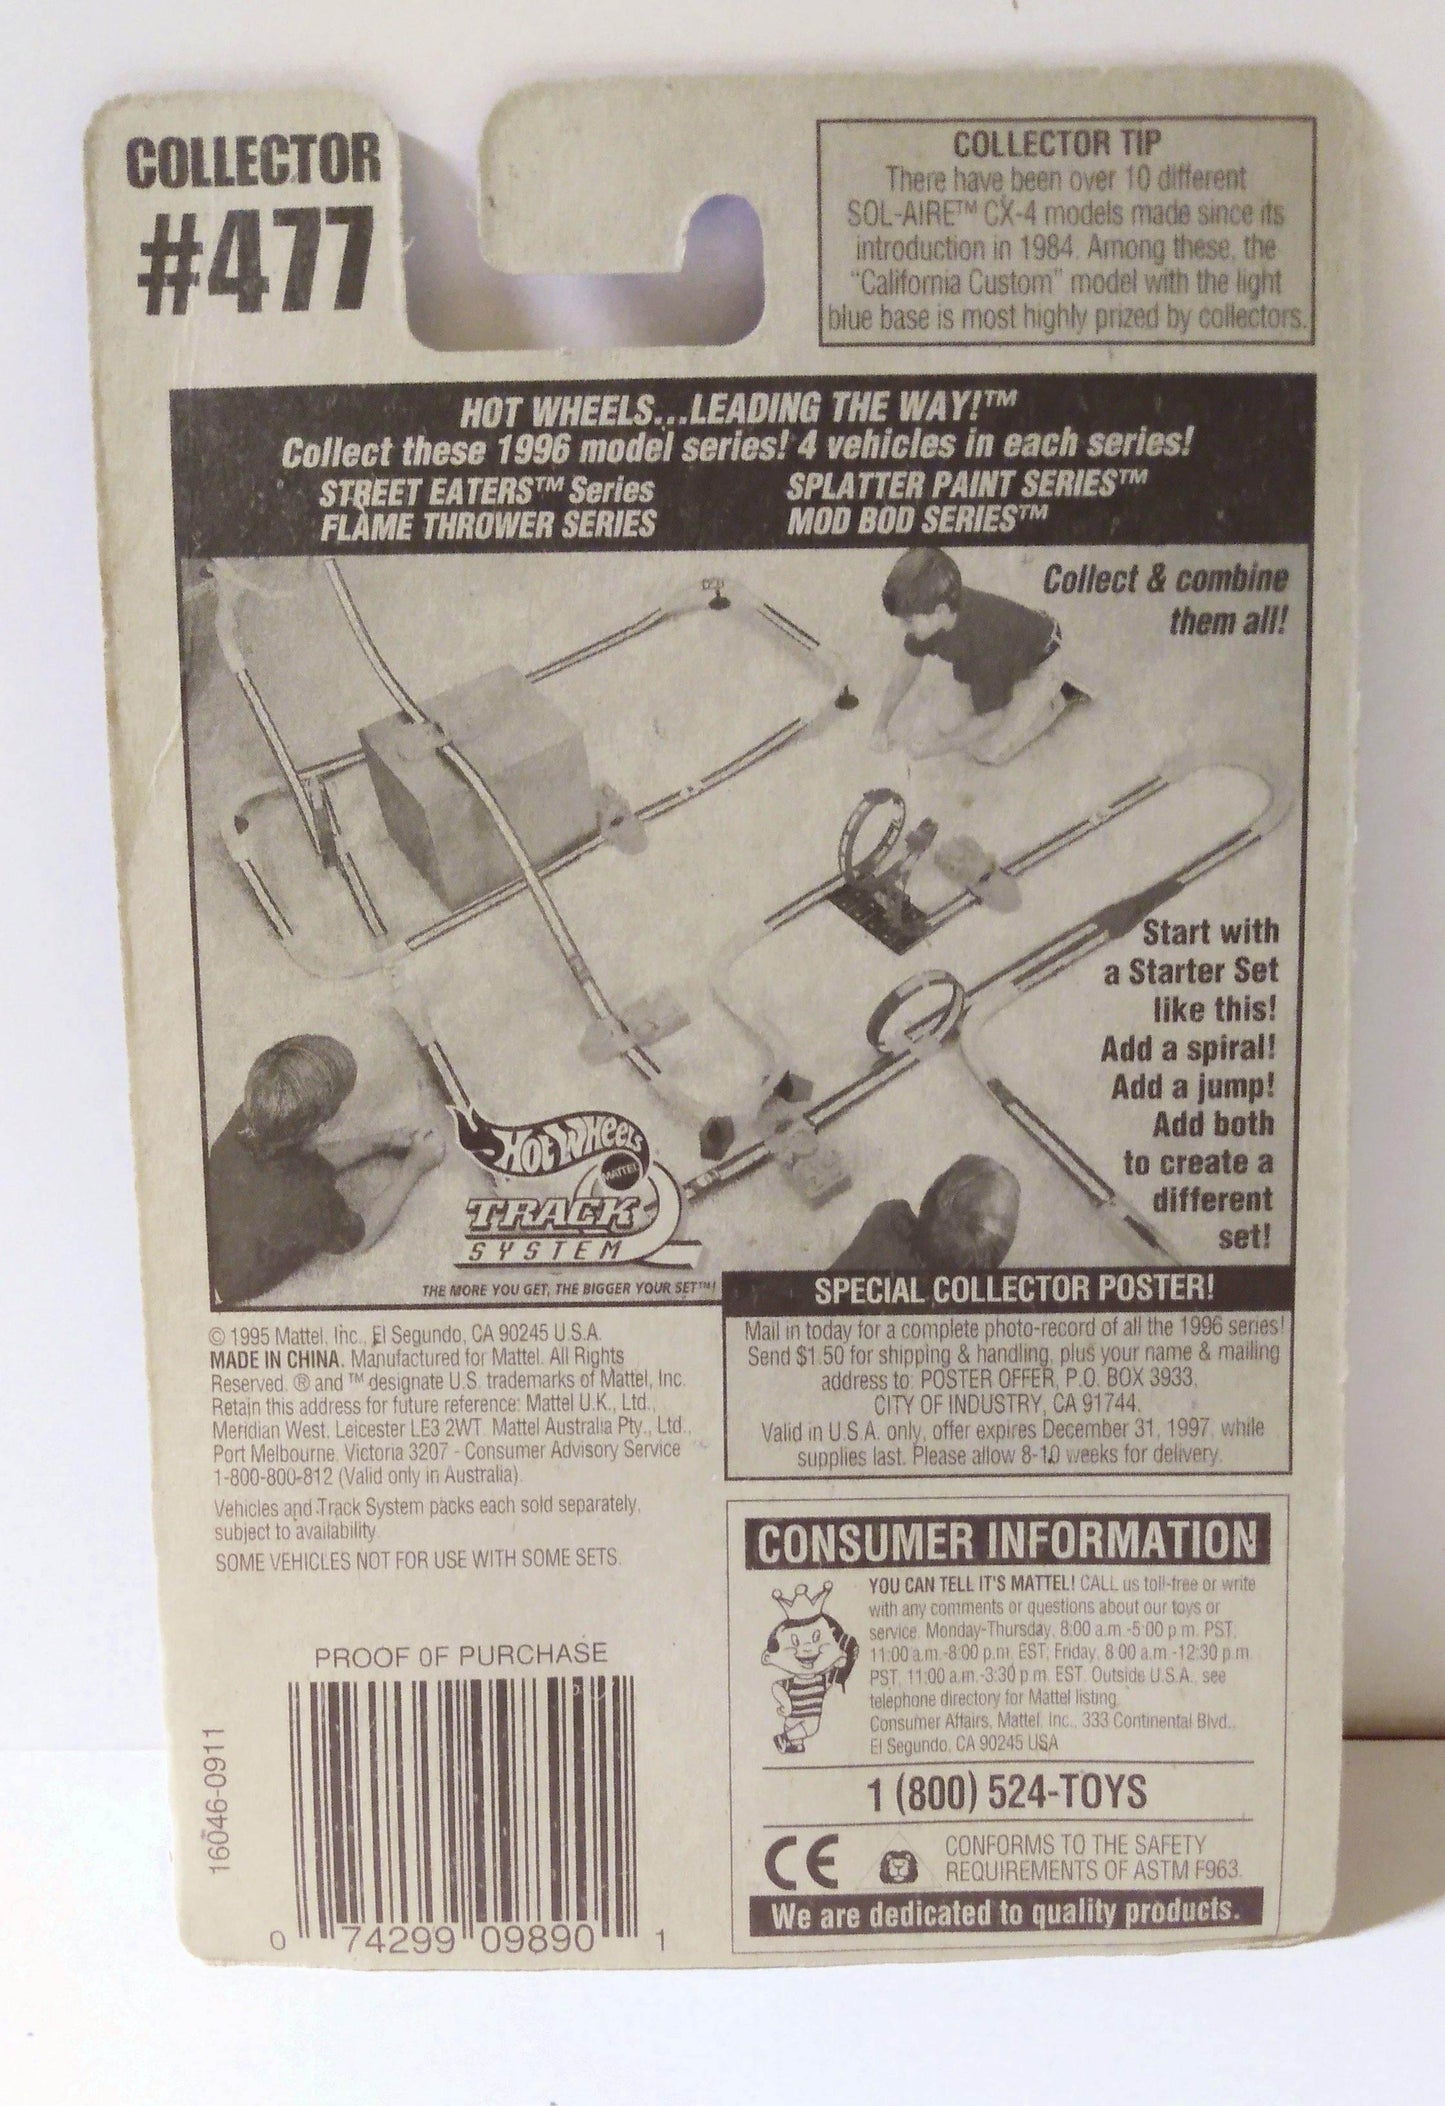 COLLECTOR
#477
COLLECTOR TIP
There have been over 10 different
SOL-AIRE™ CX-4 models made since its
introduction in 1984. Among these, the
"California Custom" model with the light
blue base is most highly prized by collectors.
HOT WHEELS...LEADING THE WAY!™
Collect these 1996 model series! 4 vehicles in each series!
STREET EATERS™ Series
SPLATTER PAINT SERIES™
FLAME THROWER SERIES
MOD BOD SERIES™
Collect & combine
them all!
Start with
a Starter Set
like this!
Add a spiral!
Add a jump!
Add both
to create a
different
set!
HOT WHEELS
MATTEL
TRACK
SYSTEM
THE MORE YOU GET, THE BIGGER YOUR SET™!
SPECIAL COLLECTOR POSTER!
Mail in today for a complete photo-record of all the 1996 series!
Send $1.50 for shipping & handling, plus your name & mailing
address to: POSTER OFFER, P.O. BOX 3933,
CITY OF INDUSTRY, CA 91744.
Valid in U.S.A. only, offer expires December 31, 1997, while
supplies last. Please allow 8-10 weeks for delivery.
© 1995 Mattel, Inc., El Segundo, CA 90245 U.S.A.
MADE IN CHINA. Manufactured for Mattel. All Rights
Reserved. ® and ™ designate U.S. trademarks of Mattel, Inc.
Retain this address for future reference: Mattel U.K., Ltd.,
Meridian West, Leicester LE3 2WT. Mattel Australia Pty., Ltd.,
Port Melbourne, Victoria 3207 - Consumer Advisory Service
1-800-800-812 (Valid only in Australia).
Vehicles and Track System packs each sold separately,
subject to availability.
SOME VEHICLES NOT FOR USE WITH SOME SETS.
CONSUMER INFORMATION
YOU CAN TELL IT'S MATTEL! CALL us toll-free or write
with any comments or questions about our toys or
service. Monday-Thursday, 8:00 a.m.-5:00 p.m. PST,
11:00 a.m.-8:00 p.m. EST; Friday, 8:00 a.m.-12:30 p.m.
PST, 11:00 a.m.-3:30 p.m. EST. Outside U.S.A., see
telephone directory for Mattel listing.
Consumer Affairs, Mattel, Inc., 333 Continental Blvd.,
El Segundo, CA 90245 USA
1 (800) 524-TOYS
CE
CONFORMS TO THE SAFETY
REQUIREMENTS OF ASTM F963.
We are dedicated to quality products.
PROOF OF PURCHASE
16046-0911
0 74299 09890 1